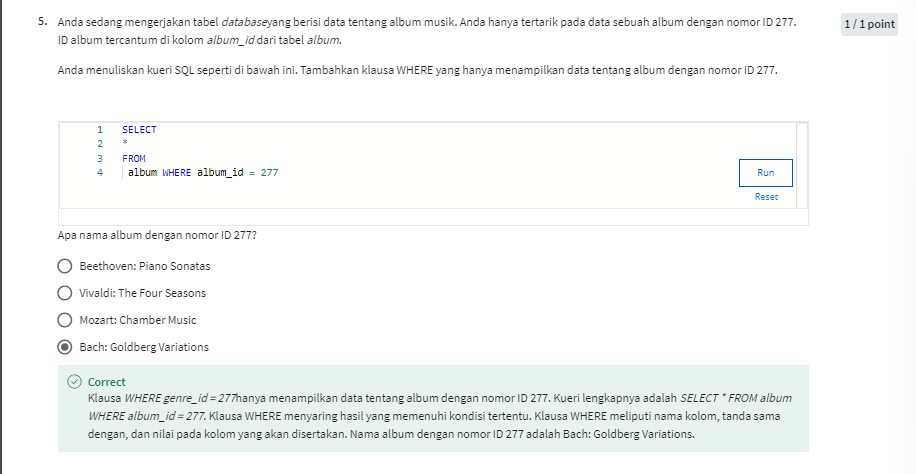 5. Anda sedang mengerjakan tabel databaseyang berisi data tentang album musik. Anda hanya tertarik pada data sebuah album dengan nomor ID 277.
1 / 1 point
ID album tercantum di kolom album_id dari tabel album.
Anda menuliskan kueri SQL seperti di bawah ini. Tambahkan klausa WHERE yang hanya menampilkan data tentang album dengan nomor ID 277.
1 SELECT
2 *
3 FROM
4 album WHERE album_id = 277
Run
Reset
Apa nama album dengan nomor ID 277?
Beethoven: Piano Sonatas
Vivaldi: The Four Seasons
Mozart: Chamber Music
Bach: Goldberg Variations
Correct
Klausa WHERE genre_id = 277hanya menampilkan data tentang album dengan nomor ID 277. Kueri lengkapnya adalah SELECT * FROM album
WHERE album_id = 277. Klausa WHERE menyaring hasil yang memenuhi kondisi tertentu. Klausa WHERE meliputi nama kolom, tanda sama
dengan, dan nilai pada kolom yang akan disertakan. Nama album dengan nomor ID 277 adalah Bach: Goldberg Variations.